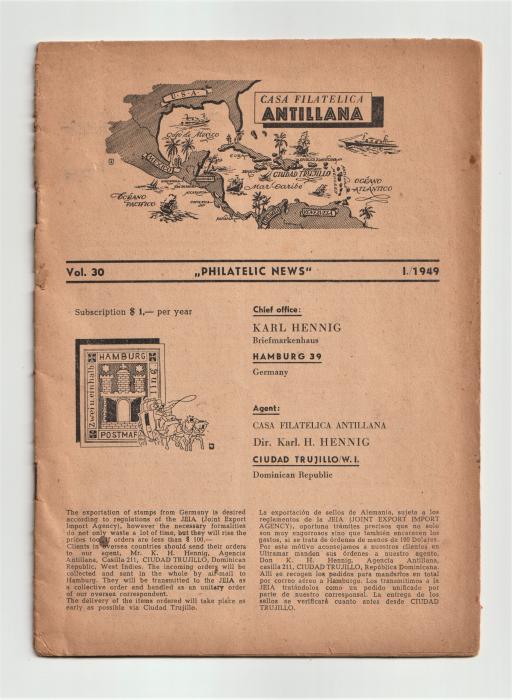 U.S.A.
CASA FILATELICA
ANTILLANA
Golfo de Mexico
MEXICO
CUBA
CIUDAD TRUJILLO
Mar Caribe
OCÉANO
ATLANTICO
OCÉANO
PACIFICO
VENEZUELA
Vol. 30 „PHILATELIC NEWS" I./1949
Subscription $ 1,— per year
HAMBURG
Zwei u. einhalb
POSTMAR
Chief office:
KARL HENNIG
Briefmarkenhaus
HAMBURG 39
Germany
Agent:
CASA FILATELICA ANTILLANA
Dir. Karl. H. HENNIG
CIUDAD TRUJILLO/W.I.
Dominican Republic
The exportation of stamps from Germany is desired
according to regulations of the JEIA (Joint Export
Import Agency), however the necessary formalities
do not only waste a lot of time, but they will rise the
prices too, if orders are less than $ 100,—.
Clients in oversea countries should send their orders
to our agent, Mr. K. H. Hennig, Agencia
Antillana, Casilla 211, CIUDAD TRUJILLO, Dominican
Republic, West Indies. The incoming orders will be
collected and sent in the whole by air-mail to
Hamburg. They will be transmitted to the JEIA as
a collective order and handled as an unitary order
of our oversea correspondent.
The delivery of the items ordered will take place as
early as possible via Ciudad Trujillo.
La exportación de sellos de Alemania, sujeta a los
reglamentos de la JEIA (JOINT EXPORT IMPORT
AGENCY), oportuna trámites precisos que no solo
son muy vagorosos sino que también encarecen los
gastos, si se trata de órdenes de menos de 100 Dólares.
Por este motivo aconsejamos a nuestros clientes en
Ultramar manden sus órdenes a nuestro agento,
Don K. H. Hennig, Agencia Antillana,
casilla 211, CIUDAD TRUJILLO, República Dominicana.
Allí se recogen los pedidos para mandarlos en total
por correo aéreo a Hamburgo. Los transmitimos a la
JEIA tratándolos como un pedido unificado por
parte de nuestro corresponsal. La entrega de los
sellos se verificará cuanto antes desde CIUDAD
TRUJILLO.